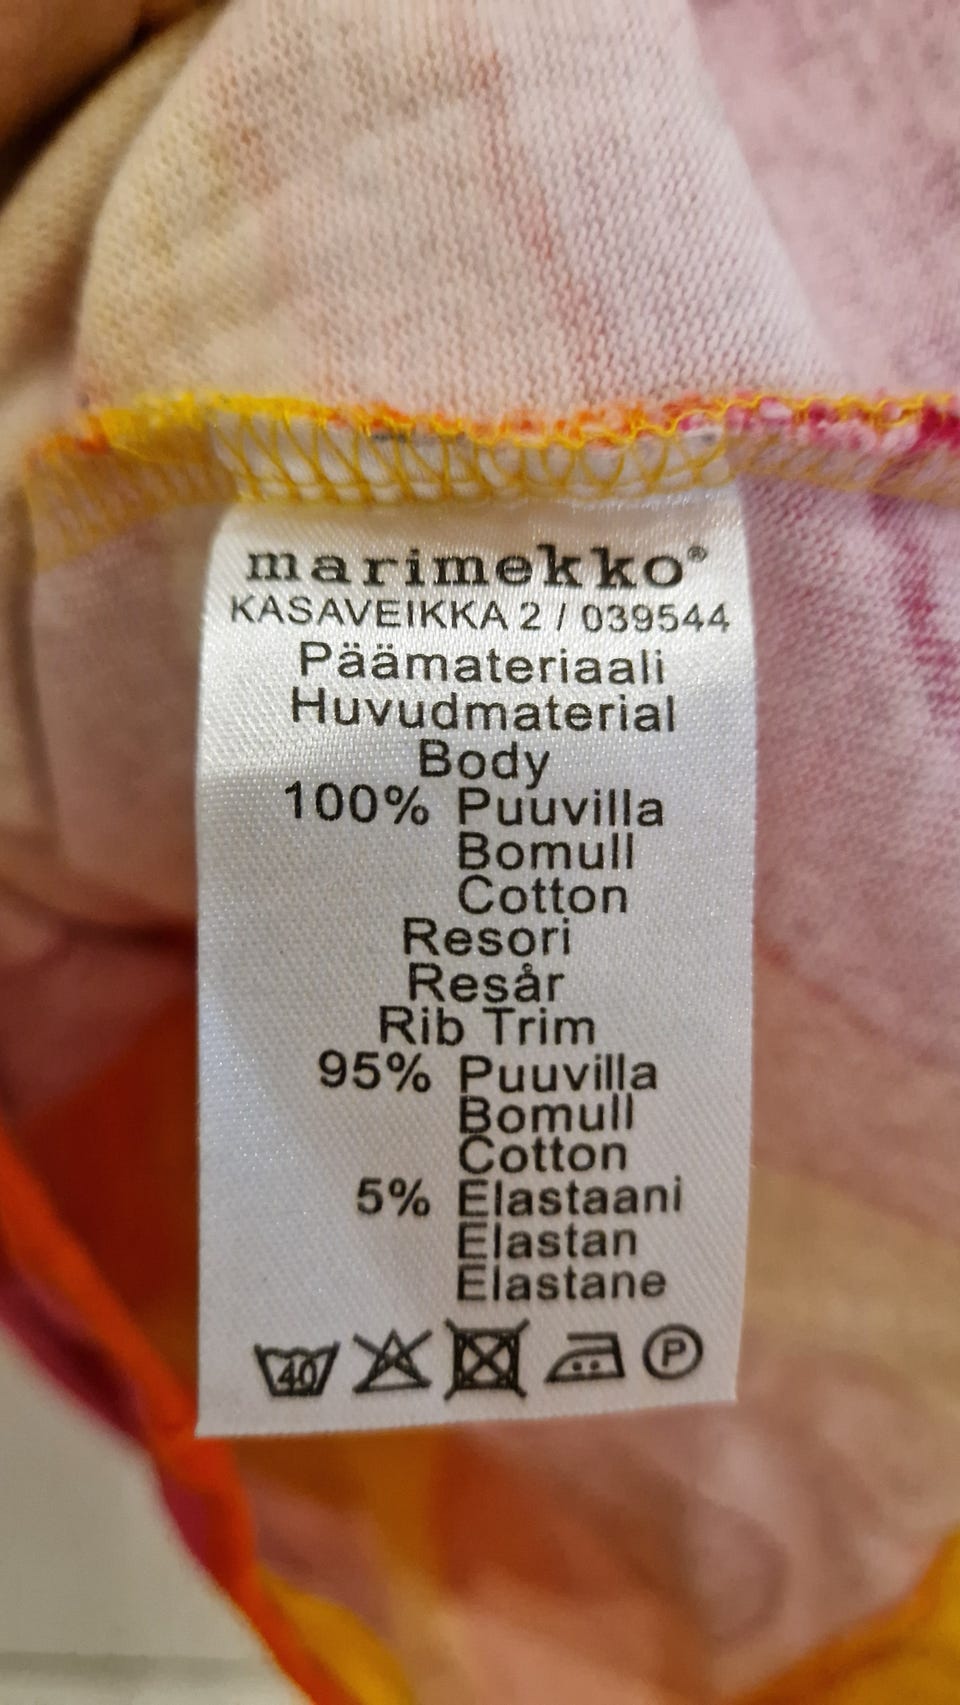 marimekko®
KASAVEIKKA 2 / 039544
Päämateriaali
Huvudmaterial
Body
100% Puuvilla
Bomull
Cotton
Resori
Resår
Rib Trim
95% Puuvilla
Bomull
Cotton
5% Elastaani
Elastan
Elastane
40 P